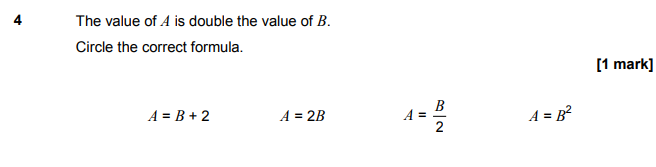 4 The value of A is double the value of B.
Circle the correct formula.
[1 mark]
A = B + 2 A = 2B A = B/2 A = B²